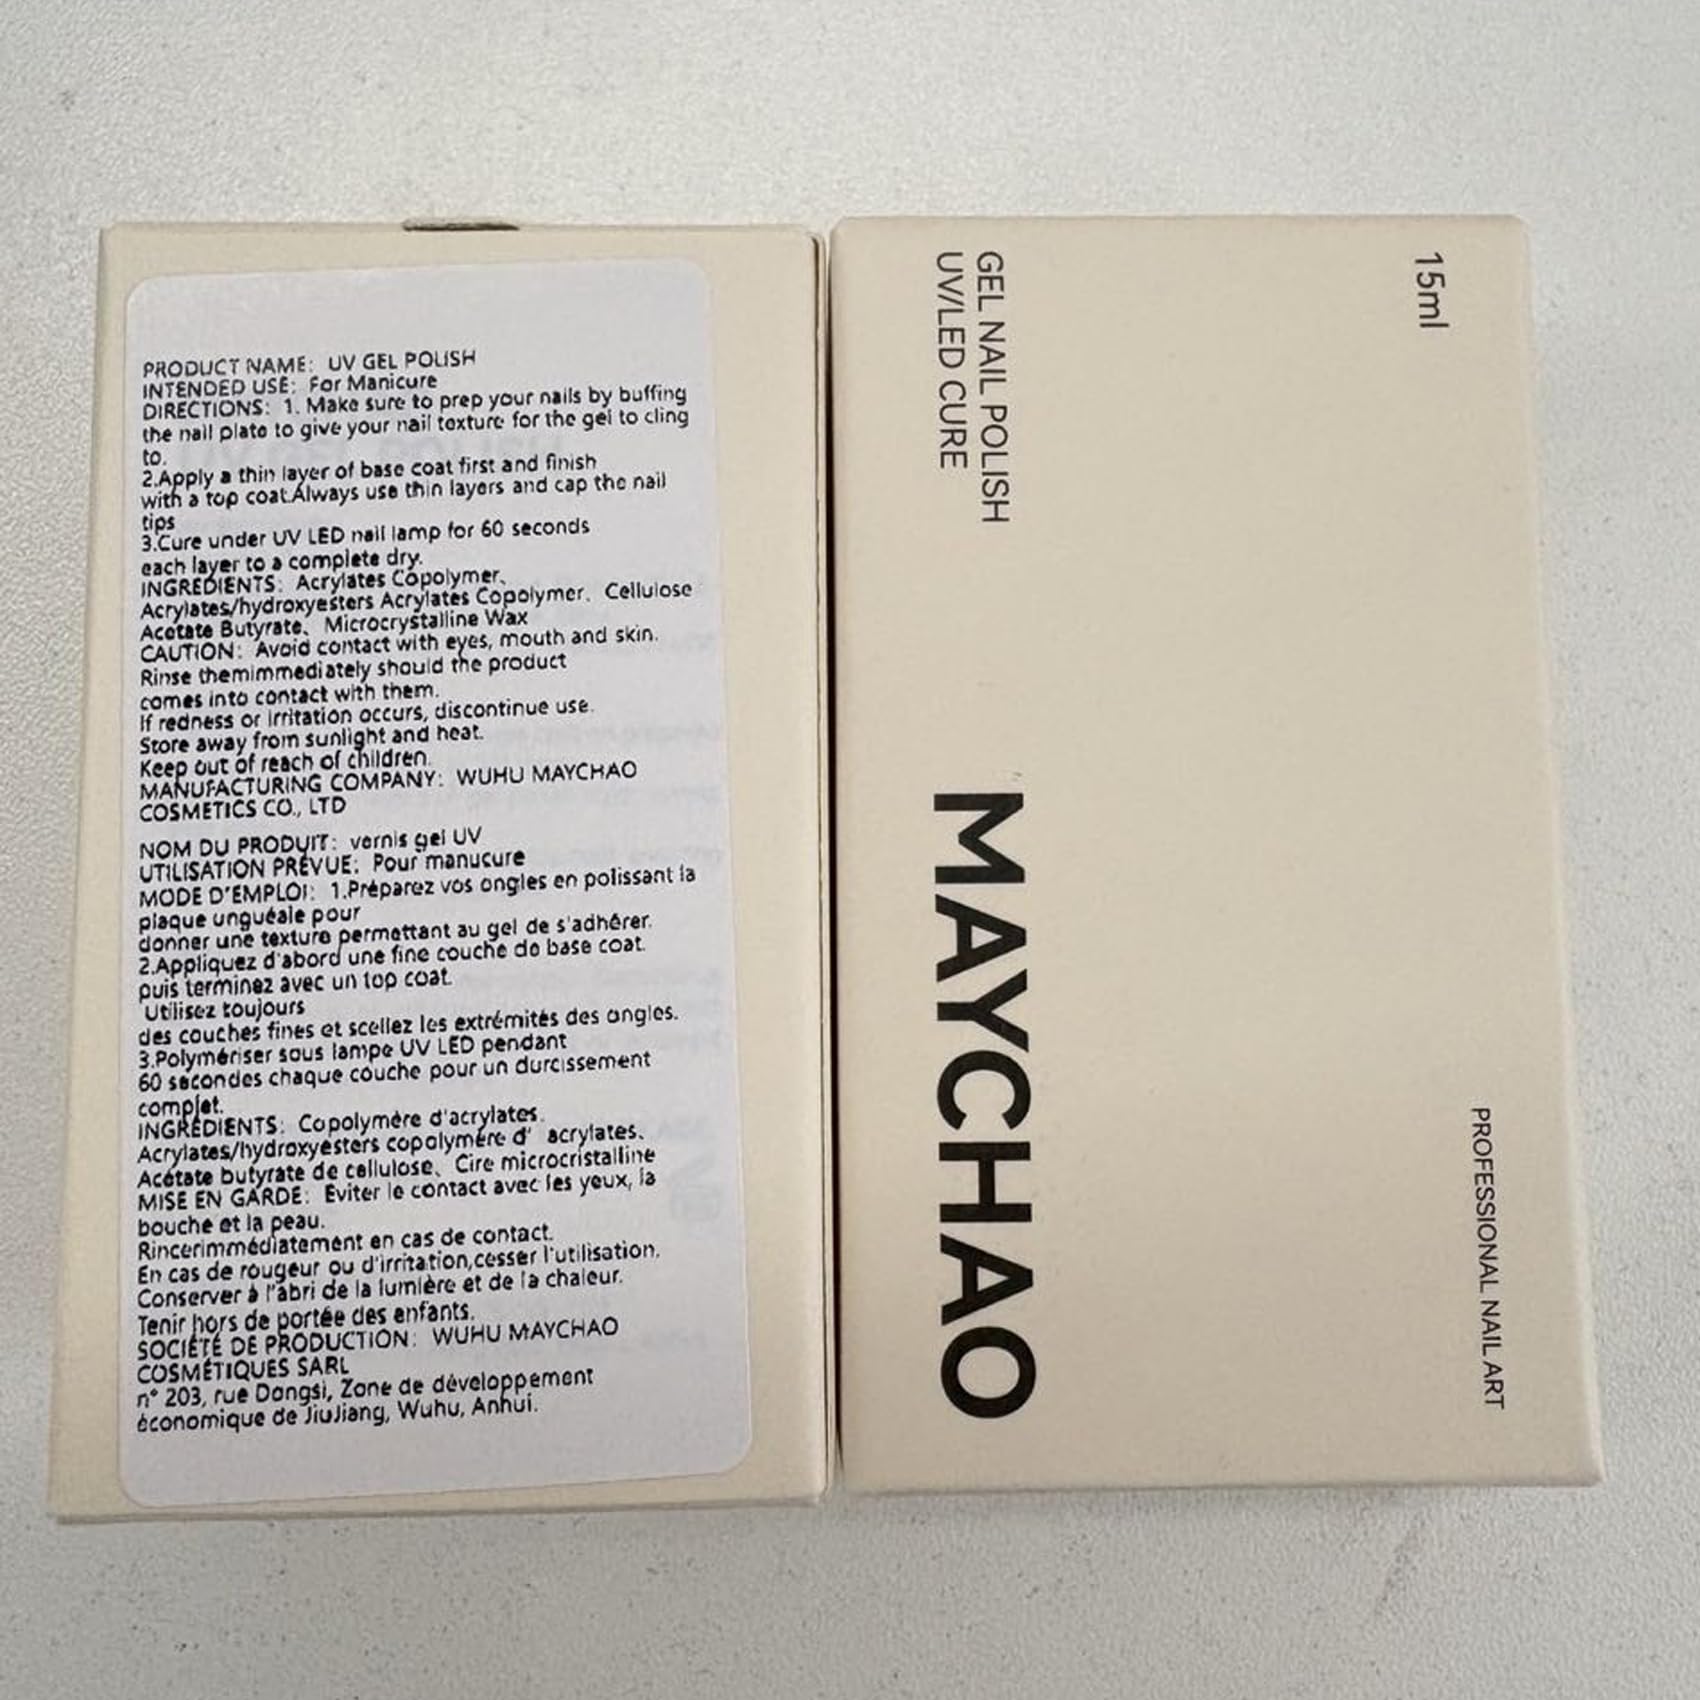 PRODUCT NAME: UV GEL POLISH
INTENDED USE: For Manicure
DIRECTIONS: 1. Make sure to prep your nails by buffing
the nail plate to give your nail texture for the gel to cling
to.
2.Apply a thin layer of base coat first and finish
with a top coat.Always use thin layers and cap the nail
tips
3.Cure under UV LED nail lamp for 60 seconds
each layer to a complete dry.
INGREDIENTS: Acrylates Copolymer、
Acrylates/hydroxyesters Acrylates Copolymer、 Cellulose
Acetate Butyrate、 Microcrystalline Wax
CAUTION: Avoid contact with eyes, mouth and skin.
Rinse themimmediately should the product
comes into contact with them.
If redness or irritation occurs, discontinue use.
Store away from sunlight and heat.
Keep out of reach of children.
MANUFACTURING COMPANY: WUHU MAYCHAO
COSMETICS CO., LTD
NOM DU PRODUIT: vernis gel UV
UTILISATION PRÉVUE: Pour manucure
MODE D'EMPLOI: 1.Préparez vos ongles en polissant la
plaque unguéale pour
donner une texture permettant au gel de s'adhérer.
2.Appliquez d'abord une fine couche de base coat.
puis terminez avec un top coat.
Utilisez toujours
des couches fines et scellez les extrémités des ongles.
3.Polymériser sous lampe UV LED pendant
60 secondes chaque couche pour un durcissement
complet.
INGRÉDIENTS: Copolymère d'acrylates、
Acrylates/hydroxyesters copolymère d' acrylates、
Acétate butyrate de cellulose、 Cire microcristalline
MISE EN GARDE: Éviter le contact avec les yeux, la
bouche et la peau.
Rincerimmédiatement en cas de contact.
En cas de rougeur ou d'irritation,cesser l'utilisation.
Conserver à l'abri de la lumière et de la chaleur.
Tenir hors de portée des enfants.
SOCIÉTÉ DE PRODUCTION: WUHU MAYCHAO
COSMÉTIQUES SARL
n° 203, rue Dongsi, Zone de développement
économique de JiuJiang, Wuhu, Anhui.
15ml
GEL NAIL POLISH
UV/LED CURE
MAYCHAO
PROFESSIONAL NAIL ART